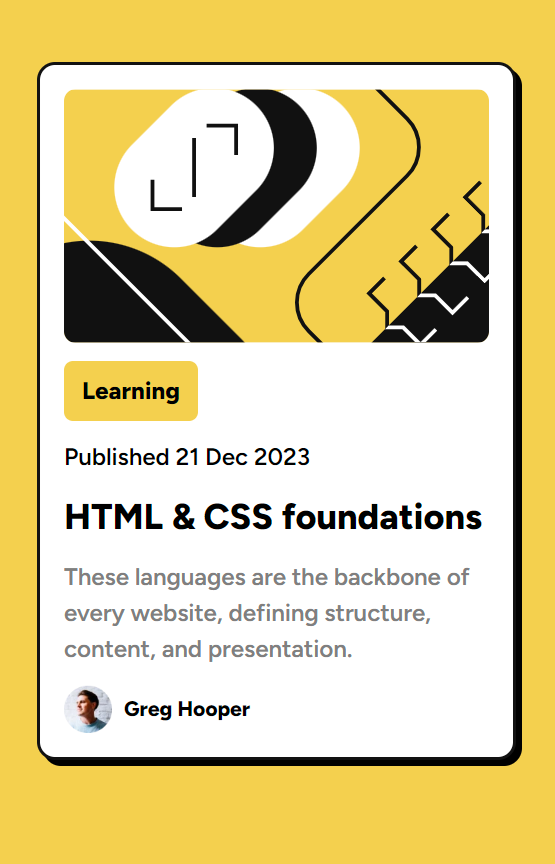 Learning
Published 21 Dec 2023
HTML & CSS foundations
These languages are the backbone of
every website, defining structure,
content, and presentation.
Greg Hooper